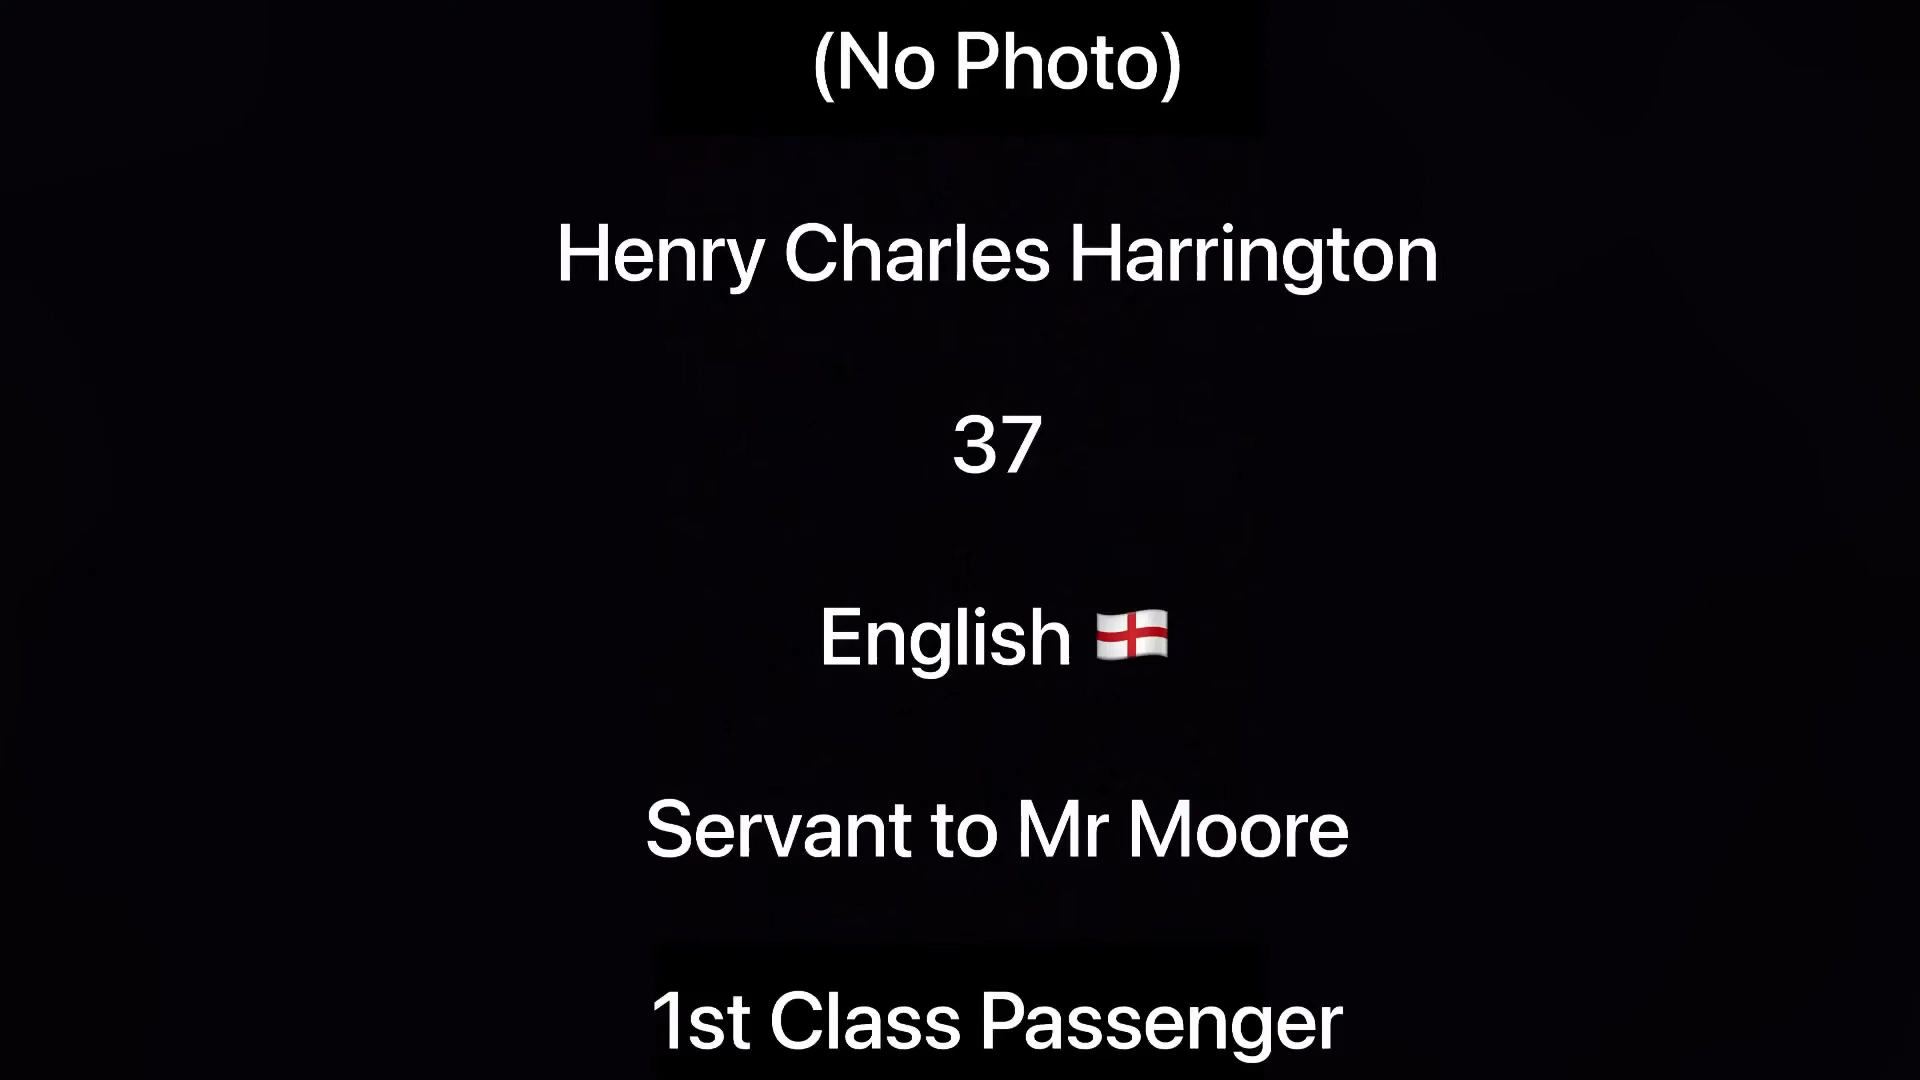 (No Photo)
Henry Charles Harrington
37
English 🏴󠁧󠁢󠁥󠁮󠁧󠁿
Servant to Mr Moore
1st Class Passenger